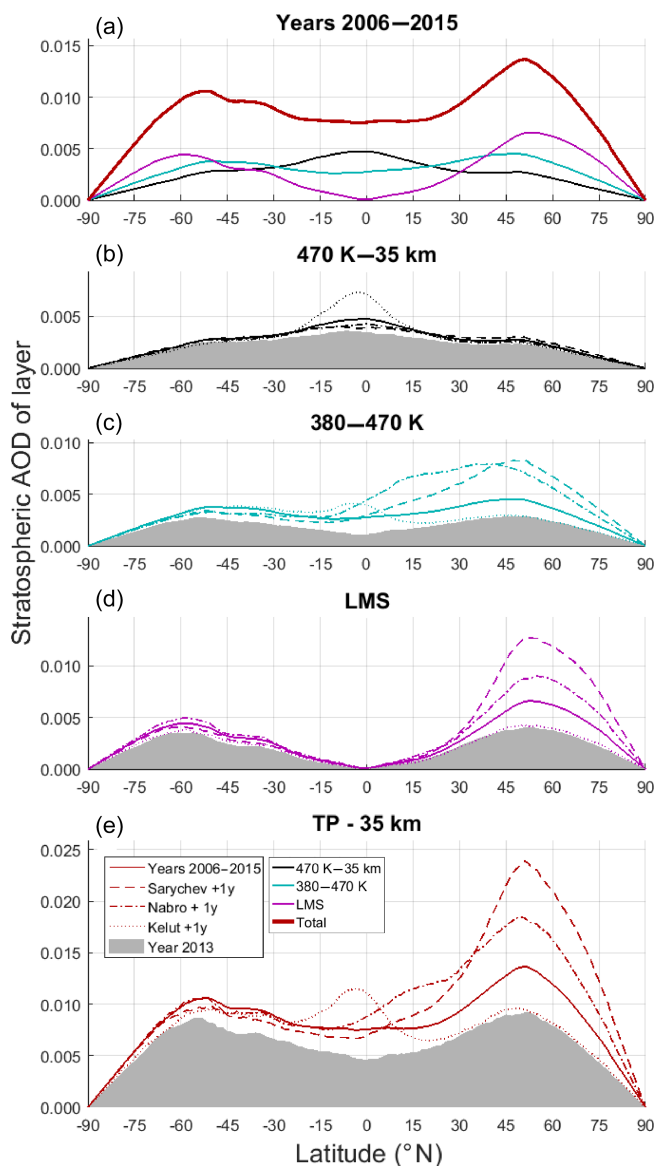 (a)
Years 2006—2015
0.015
0.010
0.005
0.000
-90 -75 -60 -45 -30 -15 0 15 30 45 60 75 90
(b)
470 K—35 km
0.005
0.000
-90 -75 -60 -45 -30 -15 0 15 30 45 60 75 90
(c)
380—470 K
0.010
0.005
0.000
-90 -75 -60 -45 -30 -15 0 15 30 45 60 75 90
Stratospheric AOD of layer
(d)
LMS
0.010
0.005
0.000
-90 -75 -60 -45 -30 -15 0 15 30 45 60 75 90
(e)
TP - 35 km
0.025
0.020
0.015
0.010
0.005
0.000
Years 2006–2015
Sarychev +1y
Nabro + 1y
Kelut +1y
Year 2013
470 K—35 km
380—470 K
LMS
Total
-90 -75 -60 -45 -30 -15 0 15 30 45 60 75 90
Latitude (°N)